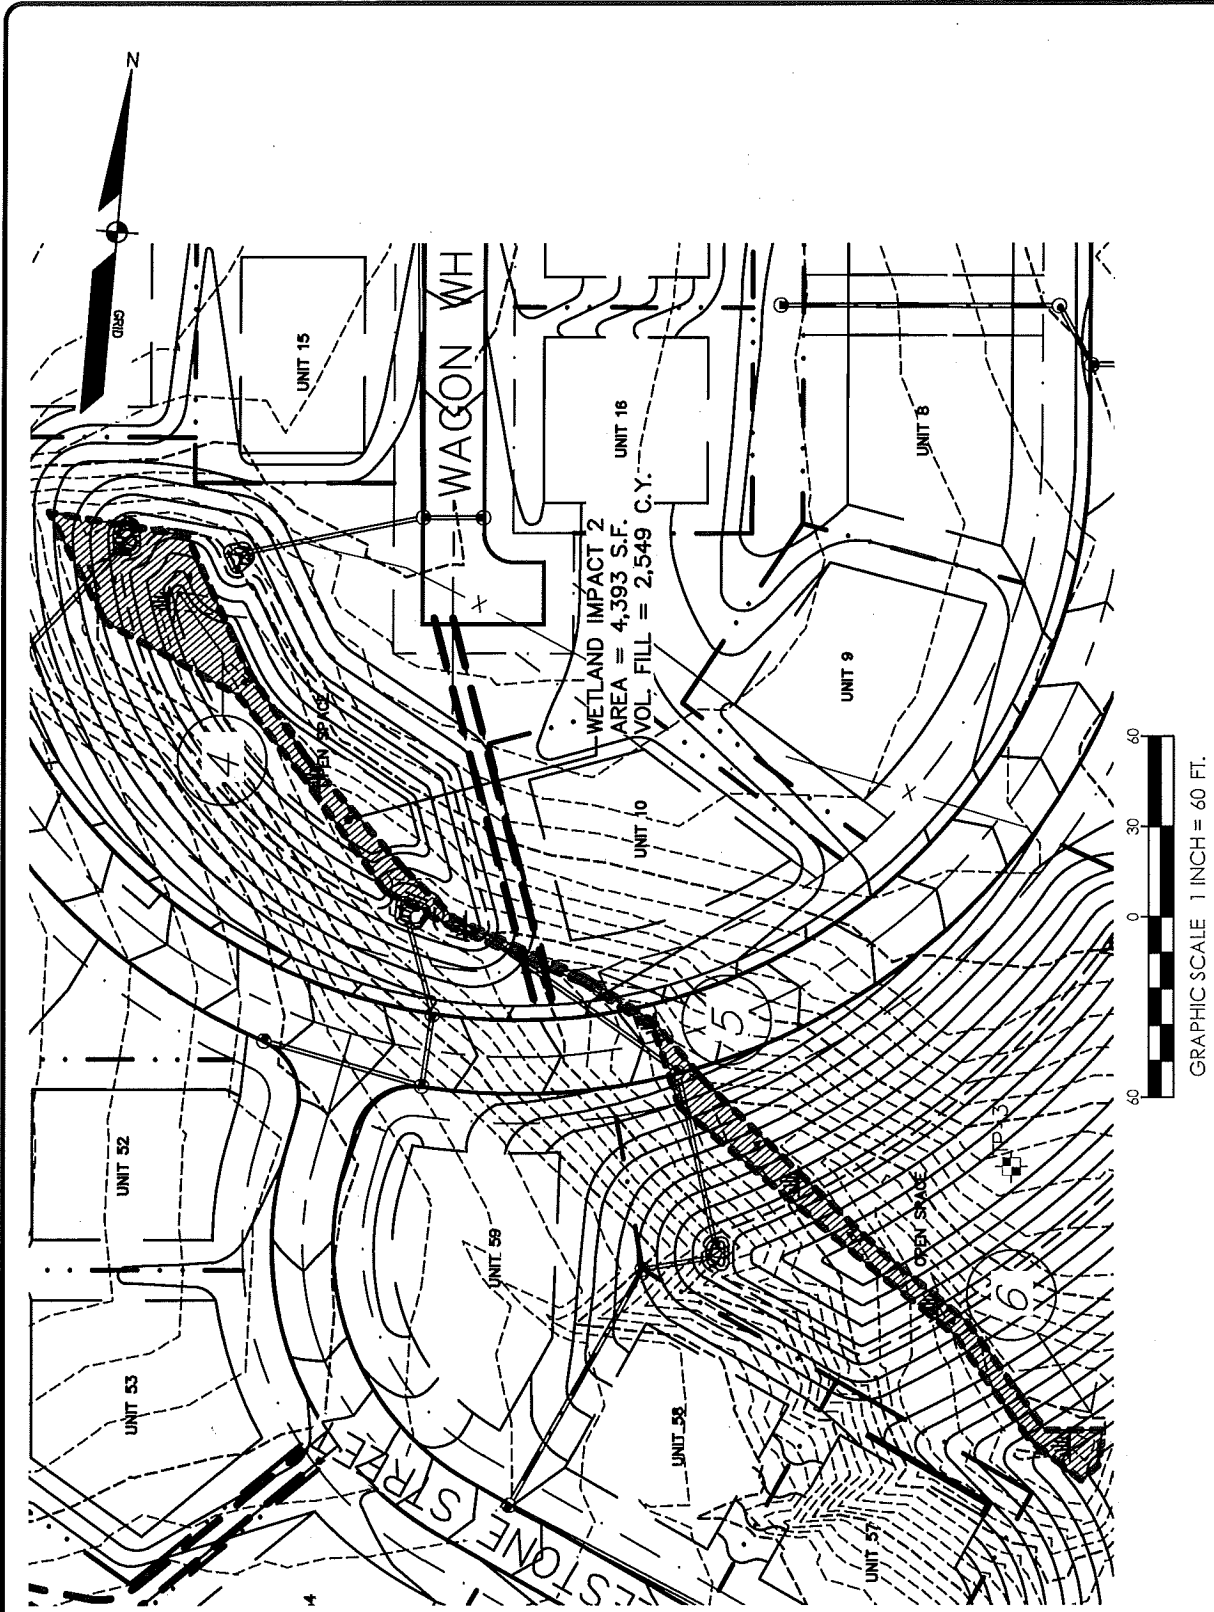 N
GRID
UNIT 15
WAGON WH
UNIT 16
UNIT 8
WETLAND IMPACT 2
AREA = 4,393 S.F.
VOL. FILL = 2,549 C.Y.
OPEN SPACE
4
X
UNIT 9
UNIT 10
X
5
UNIT 52
UNIT 59
OPEN SPACE
6
UNIT 53
UNIT 58
UNIT 57
ESTONE STREE
60
30
0
60
GRAPHIC SCALE 1 INCH = 60 FT.